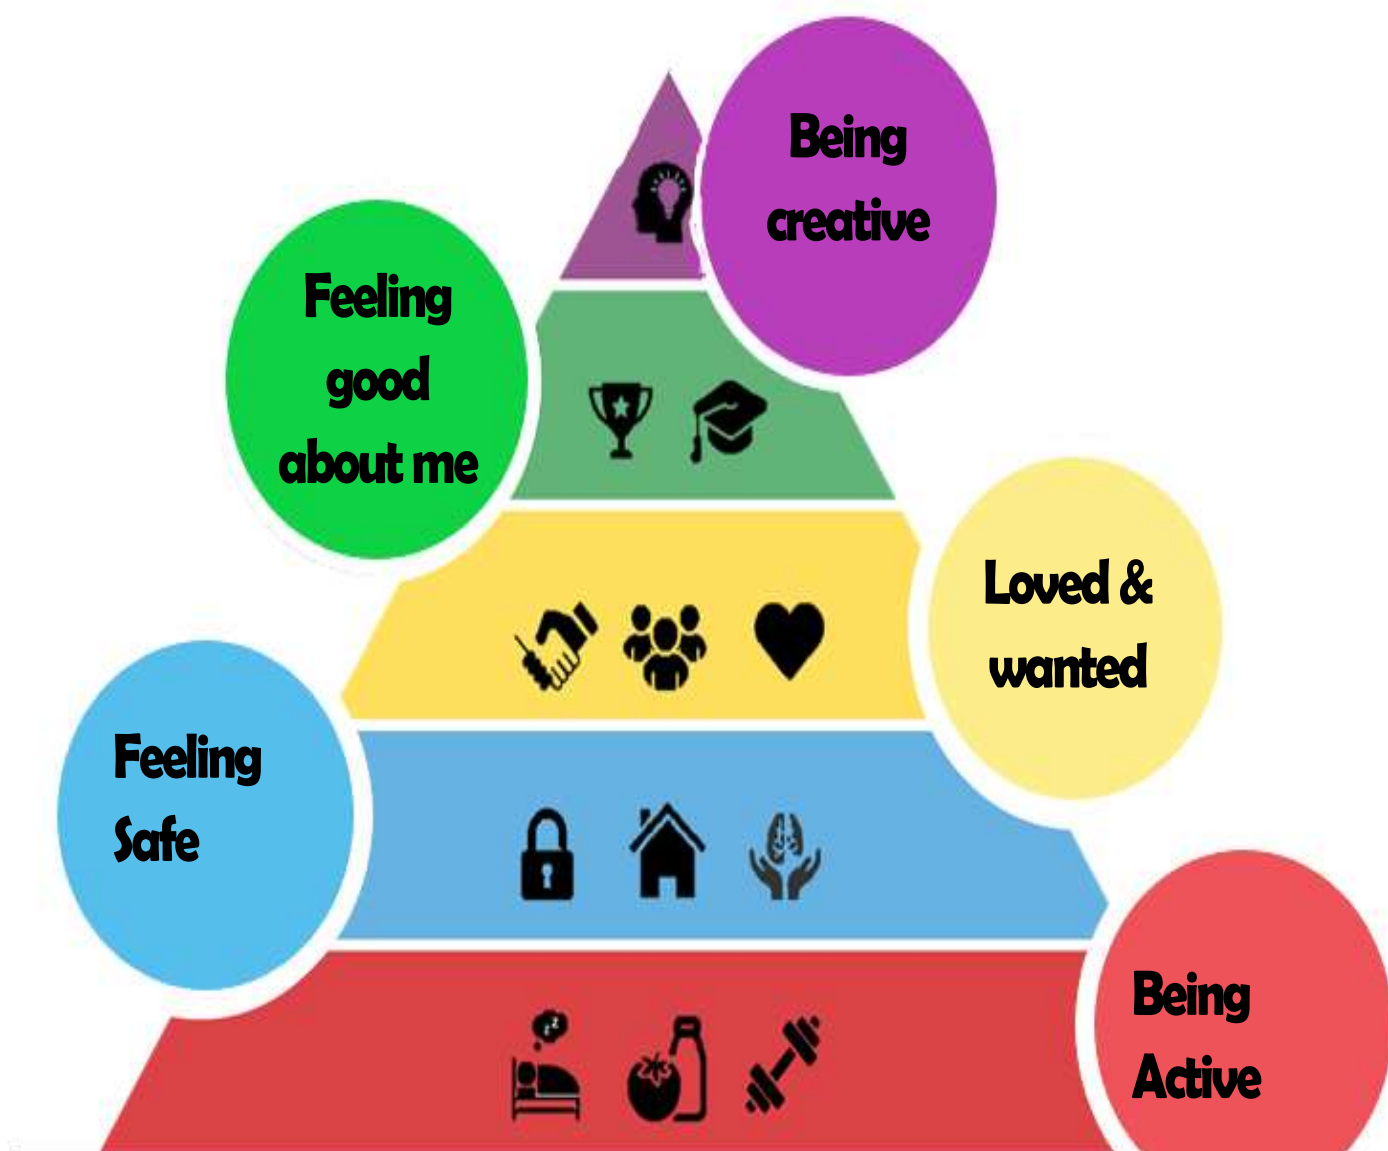 Being
creative
Feeling
good
about me
Loved &
wanted
Feeling
Safe
Being
Active